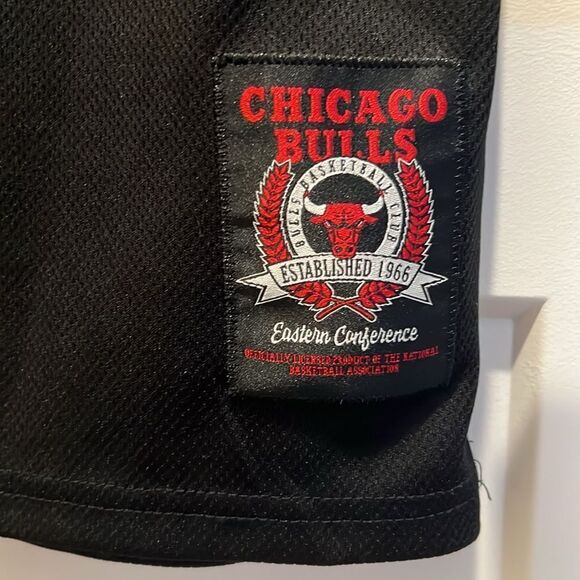 CHICAGO
BULLS
BULLS BASKETBALL CLUB
ESTABLISHED 1966
Eastern Conference
OFFICIALLY LICENSED PRODUCT OF THE NATIONAL
BASKETBALL ASSOCIATION